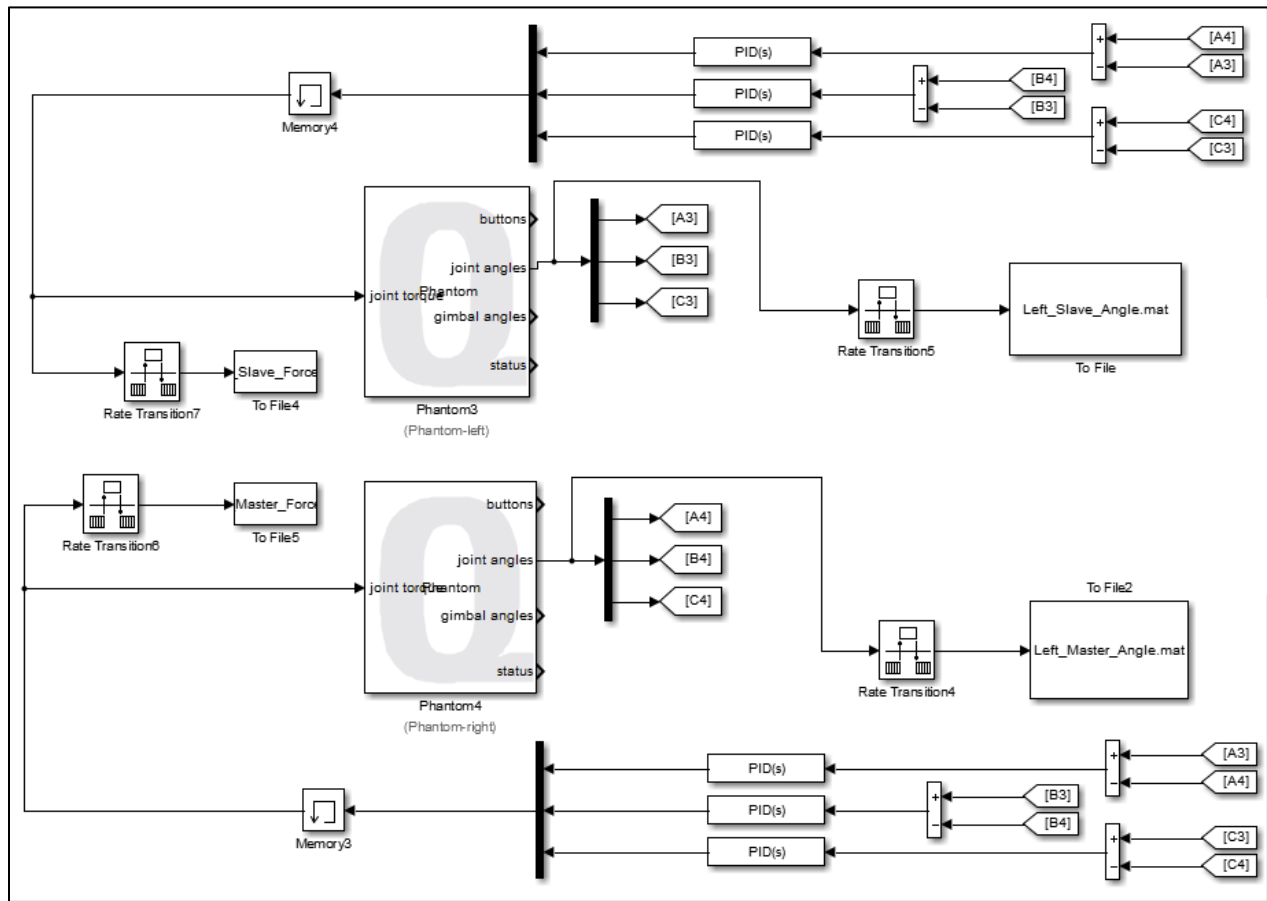 PID(s)
+
−
[A4]
[A3]
PID(s)
+
−
[B4]
[B3]
PID(s)
+
−
[C4]
[C3]
Memory4
buttons
joint angles
joint torque
Phantom
gimbal angles
status
Phantom3
(Phantom-left)
[A3]
[B3]
[C3]
Rate Transition5
Left_Slave_Angle.mat
To File
Rate Transition7
_Slave_Force
To File4
Rate Transition6
Master_Force
To File5
buttons
joint angles
joint torque
Phantom
gimbal angles
status
Phantom4
(Phantom-right)
[A4]
[B4]
[C4]
Rate Transition4
To File2
Left_Master_Angle.mat
PID(s)
+
−
[A3]
[A4]
PID(s)
+
−
[B3]
[B4]
PID(s)
+
−
[C3]
[C4]
Memory3